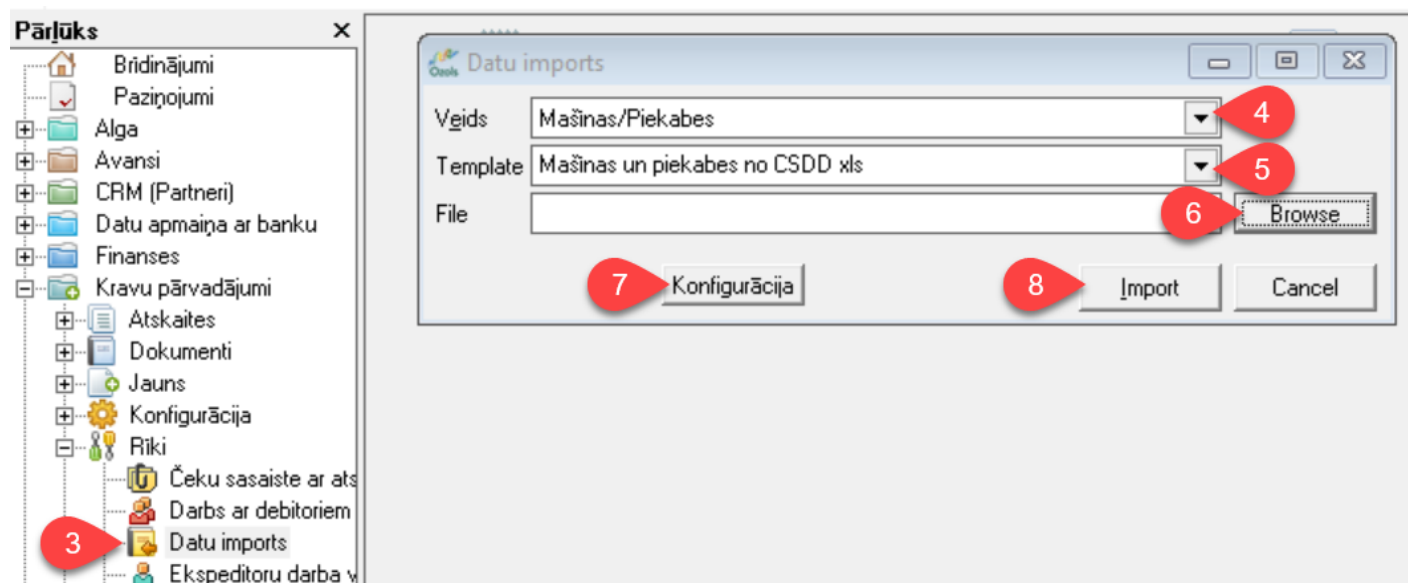 Pārlūks
Brīdinājumi
Paziņojumi
Alga
Avansi
CRM (Partneri)
Datu apmaiņa ar banku
Finanses
Kravu pārvadājumi
Atskaites
Dokumenti
Jauns
Konfigurācija
Rīki
Čeku sasaiste ar ats
Darbs ar debitoriem
3 Datu imports
Ekspeditoru darba v
Ozols Datu imports
Veids Mašīnas/Piekabes 4
Template Mašīnas un piekabes no CSDD xls 5
File 6 Browse
7 Konfigurācija 8 Import Cancel